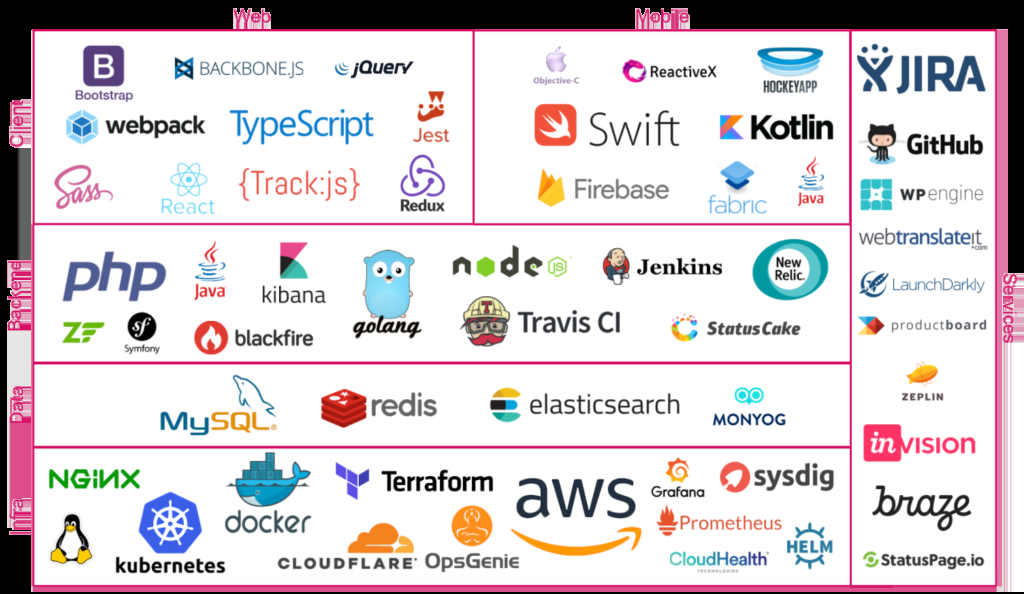 Web
Mobile
Client
B
Bootstrap
BACKBONE.JS
jQuery
webpack
TypeScript
Jest
Sass
React
{Track:js}
Redux
Objective-C
ReactiveX
HOCKEYAPP
Swift
Kotlin
Firebase
fabric
Java
Backend
php
Java
kibana
golang
node
JS
Jenkins
New
Relic.
ZF
sf
Symfony
blackfire
T
Travis CI
StatusCake
Data
MySQL®
redis
elasticsearch
MONYOG
Infra
NGINX
docker
Terraform
aws
Grafana
sysdig
kubernetes
CLOUDFLARE®
OpsGenie
Prometheus
CloudHealth
TECHNOLOGIES
HELM
Services
JIRA
GitHub
WPengine
webtranslateit
.com
LaunchDarkly
productboard
ZEPLIN
inVISION
braze
StatusPage.io